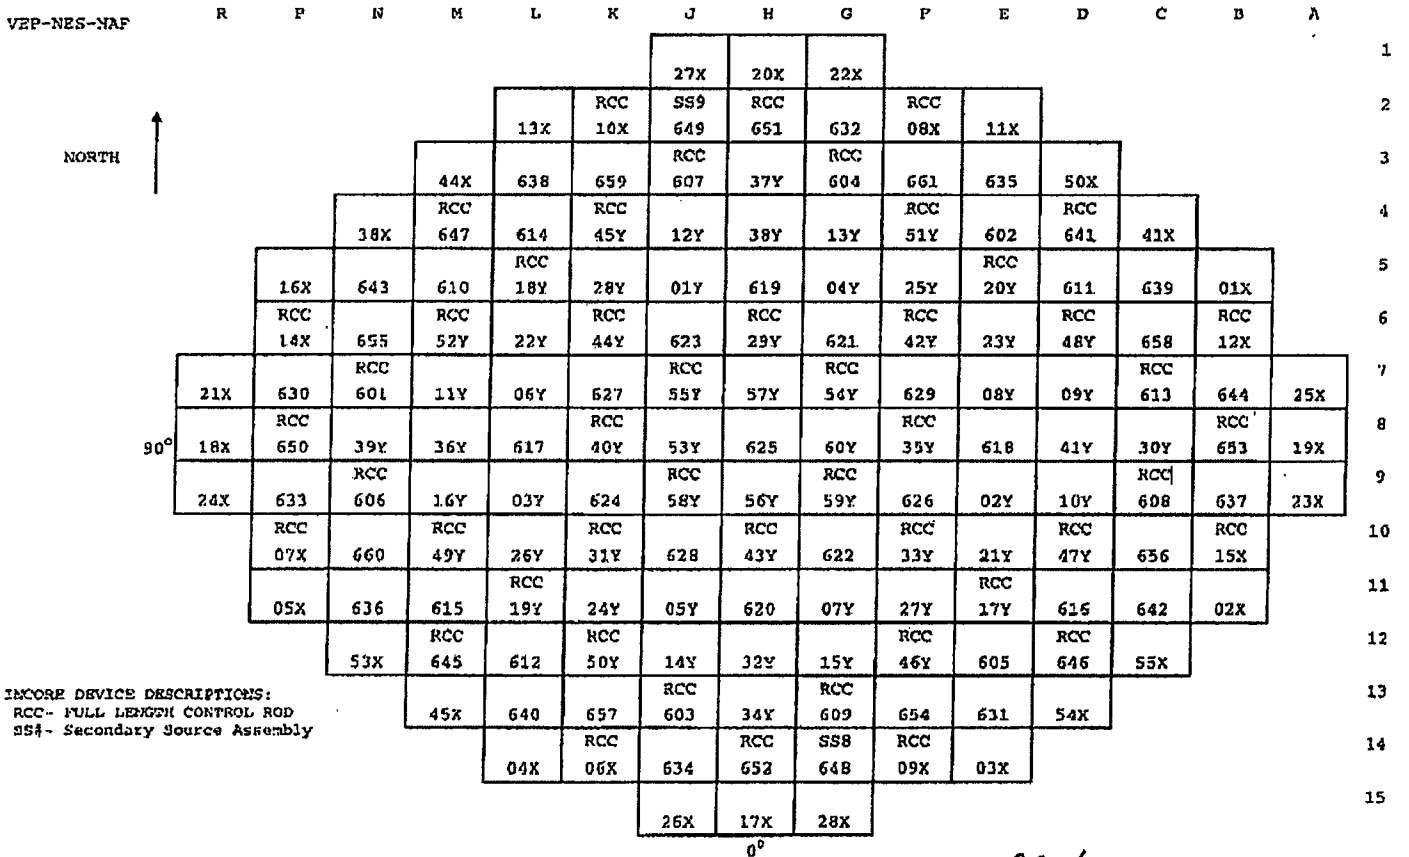 VEP-NES-NAF
R P N M L K J H G F E D C B A
1
27X 20X 22X
RCC SS9 RCC RCC 2
13X 10X 649 651 632 08X 11X
NORTH
RCC RCC 3
44X 638 659 607 37Y 604 661 635 50X
RCC RCC RCC RCC 4
38X 647 614 45Y 12Y 38Y 13Y 51Y 602 641 41X
RCC RCC 5
16X 643 610 18Y 28Y 01Y 619 04Y 25Y 20Y 611 639 01X
RCC RCC RCC RCC RCC RCC RCC 6
14X 655 52Y 22Y 44Y 623 29Y 621 42Y 23Y 48Y 658 12X
RCC RCC RCC RCC 7
21X 630 601 11Y 06Y 627 55Y 57Y 54Y 629 08Y 09Y 613 644 25X
RCC RCC RCC RCC 8
90° 18X 650 39Y 36Y 617 40Y 53Y 625 60Y 35Y 618 41Y 30Y 653 19X
RCC RCC RCC RCC 9
24X 633 606 16Y 03Y 624 58Y 56Y 59Y 626 02Y 10Y 608 637 23X
RCC RCC RCC RCC RCC RCC RCC 10
07X 660 49Y 26Y 31Y 628 43Y 622 33Y 21Y 47Y 656 15X
RCC RCC 11
05X 636 615 19Y 24Y 05Y 620 07Y 27Y 17Y 616 642 02X
RCC RCC RCC RCC 12
53X 645 612 50Y 14Y 32Y 15Y 46Y 605 646 55X
INCORE DEVICE DESCRIPTIONS:
RCC- FULL LENGTH CONTROL ROD
SS#- Secondary Source Assembly
RCC RCC 13
45X 640 657 603 34Y 609 654 631 54X
RCC RCC SS8 RCC 14
04X 06X 634 652 648 09X 03X
15
26X 17X 28X
0°